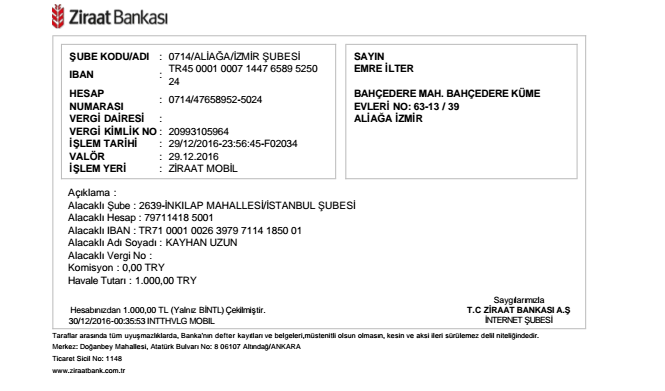 Ziraat Bankası
ŞUBE KODU/ADI : 0714/ALİAĞA/İZMİR ŞUBESİ
IBAN : TR45 0001 0007 1447 6589 5250 24
HESAP NUMARASI : 0714/47658952-5024
VERGİ DAİRESİ :
VERGİ KİMLİK NO : 20993105964
İŞLEM TARİHİ : 29/12/2016-23:56:45-F02034
VALÖR : 29.12.2016
İŞLEM YERİ : ZİRAAT MOBİL
SAYIN
EMRE İLTER
BAHÇEDERE MAH. BAHÇEDERE KÜME
EVLERİ NO: 63-13 / 39
ALİAĞA İZMİR
Açıklama :
Alacaklı Şube : 2639-İNKILAP MAHALLESİ/İSTANBUL ŞUBESİ
Alacaklı Hesap : 79711418 5001
Alacaklı IBAN : TR71 0001 0026 3979 7114 1850 01
Alacaklı Adı Soyadı : KAYHAN UZUN
Alacaklı Vergi No :
Komisyon : 0,00 TRY
Havale Tutarı : 1.000,00 TRY
Hesabınızdan 1.000,00 TL (Yalnız BİNTL) Çekilmiştir.
30/12/2016-00:35:53 INTTHVLG MOBIL
Saygılarımızla
T.C ZİRAAT BANKASI A.Ş
İNTERNET ŞUBESİ
Taraflar arasında tüm uyuşmazlıklarda, Banka'nın defter kayıtları ve belgeleri,müstenitli olsun olmasın, kesin ve aksi ileri sürülemez delil niteliğindedir.
Merkez: Doğanbey Mahallesi, Atatürk Bulvarı No: 8 06107 Altındağ/ANKARA
Ticaret Sicil No: 1148
www.ziraatbank.com.tr